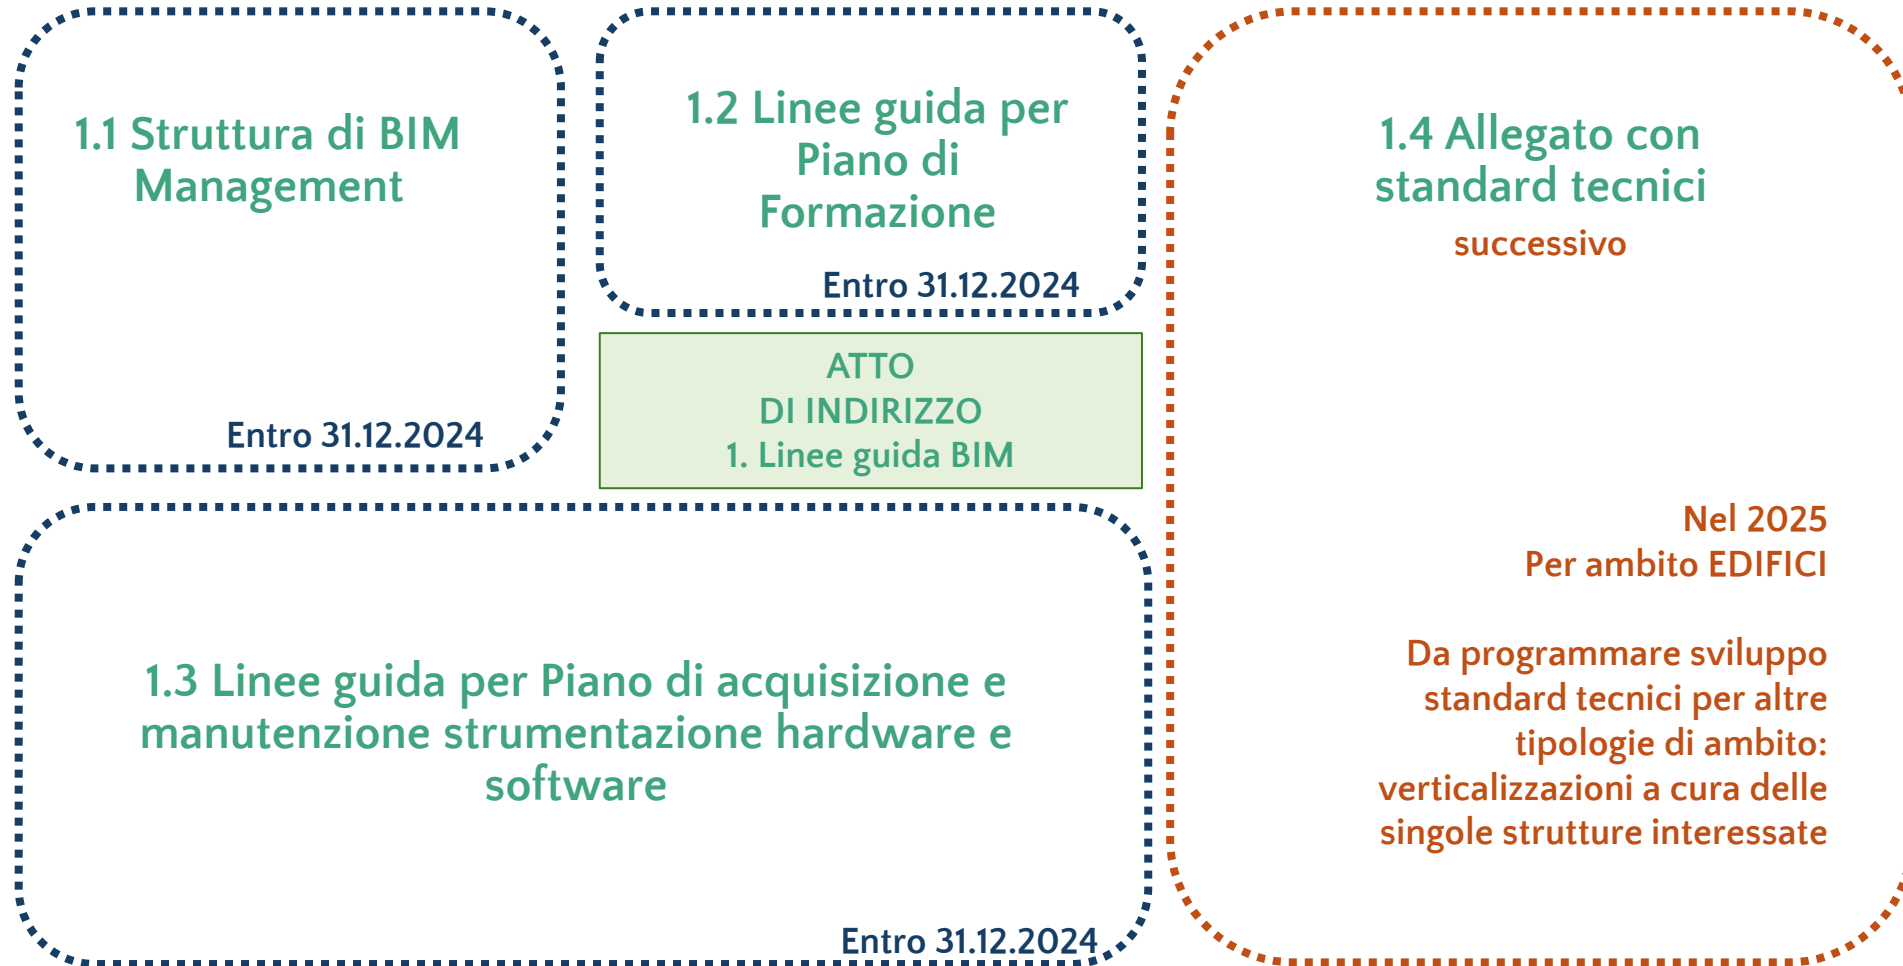 1.1 Struttura di BIM
Management
Entro 31.12.2024
1.2 Linee guida per
Piano di
Formazione
Entro 31.12.2024
ATTO
DI INDIRIZZO
1. Linee guida BIM
1.3 Linee guida per Piano di acquisizione e
manutenzione strumentazione hardware e
software
Entro 31.12.2024
1.4 Allegato con
standard tecnici
successivo
Nel 2025
Per ambito EDIFICI
Da programmare sviluppo
standard tecnici per altre
tipologie di ambito:
verticalizzazioni a cura delle
singole strutture interessate